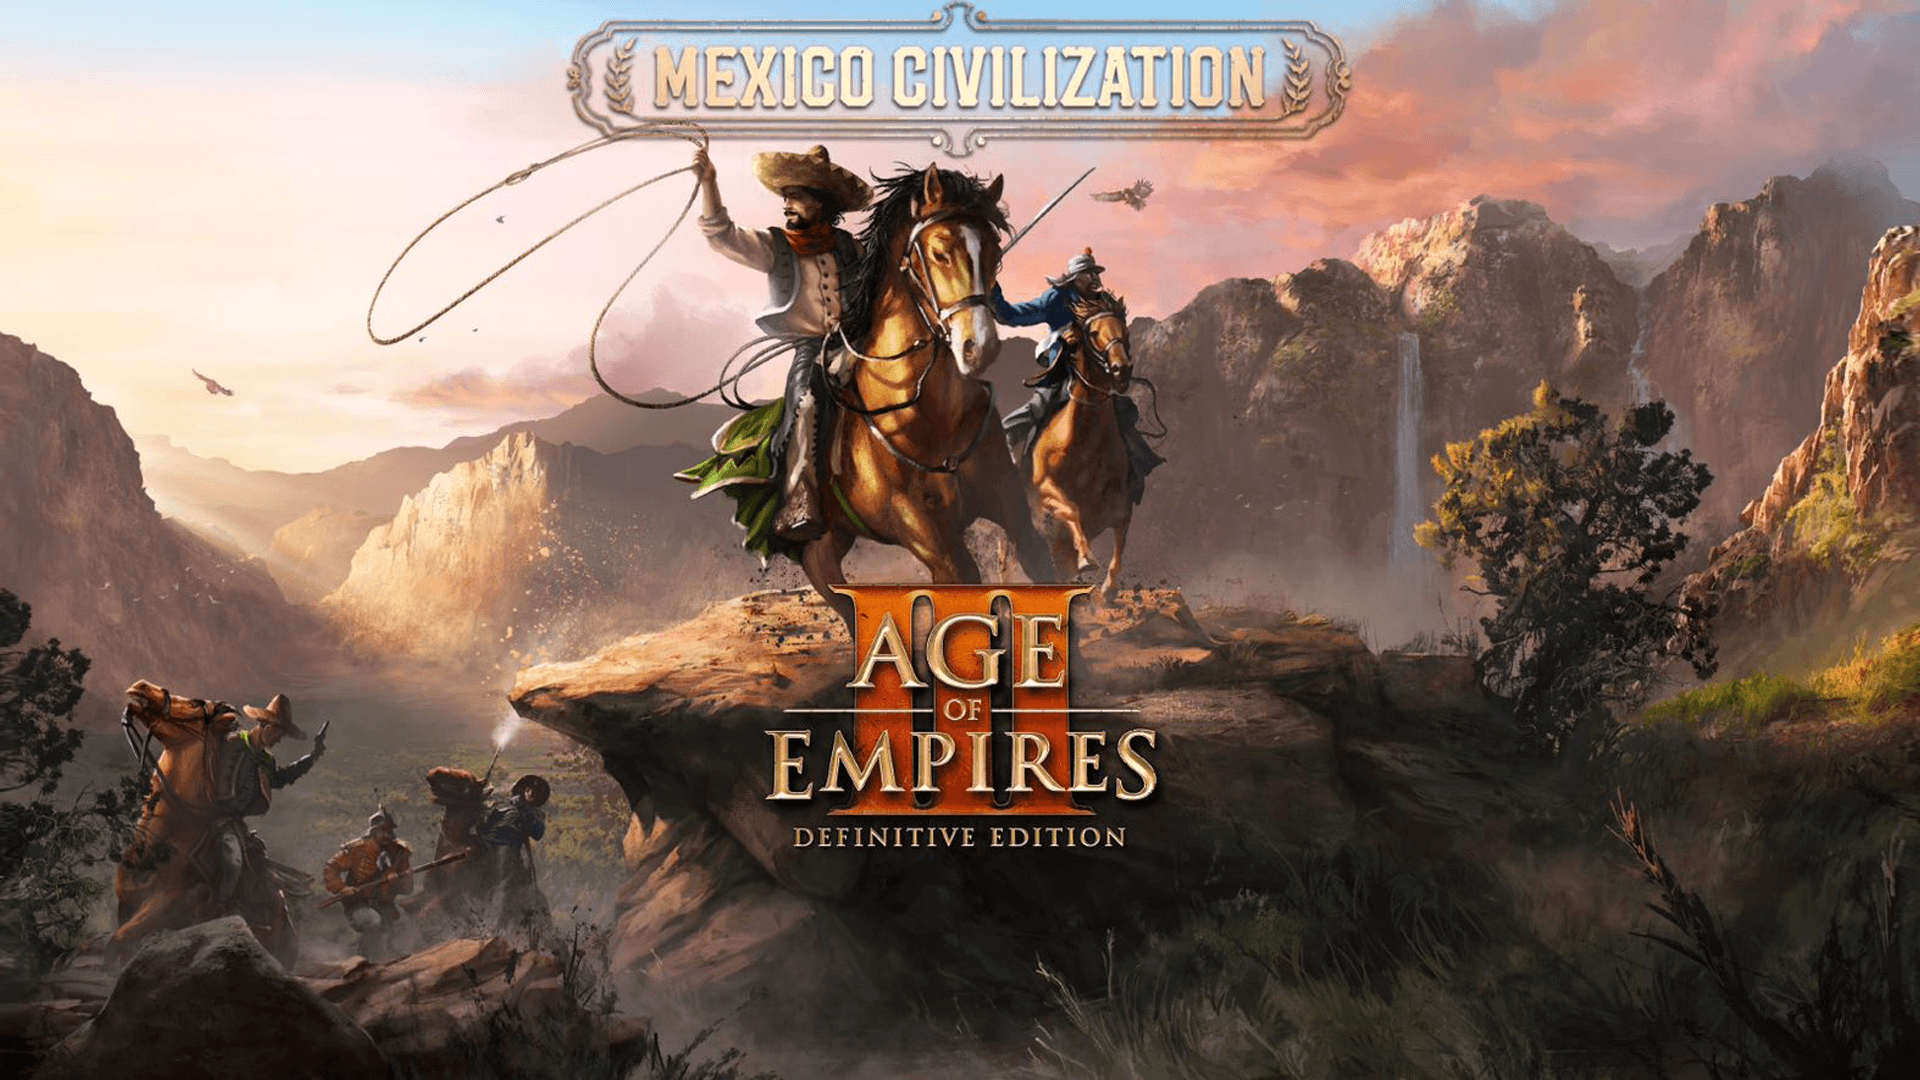 MEXICO CIVILIZATION
III
AGE
OF
EMPIRES
DEFINITIVE EDITION